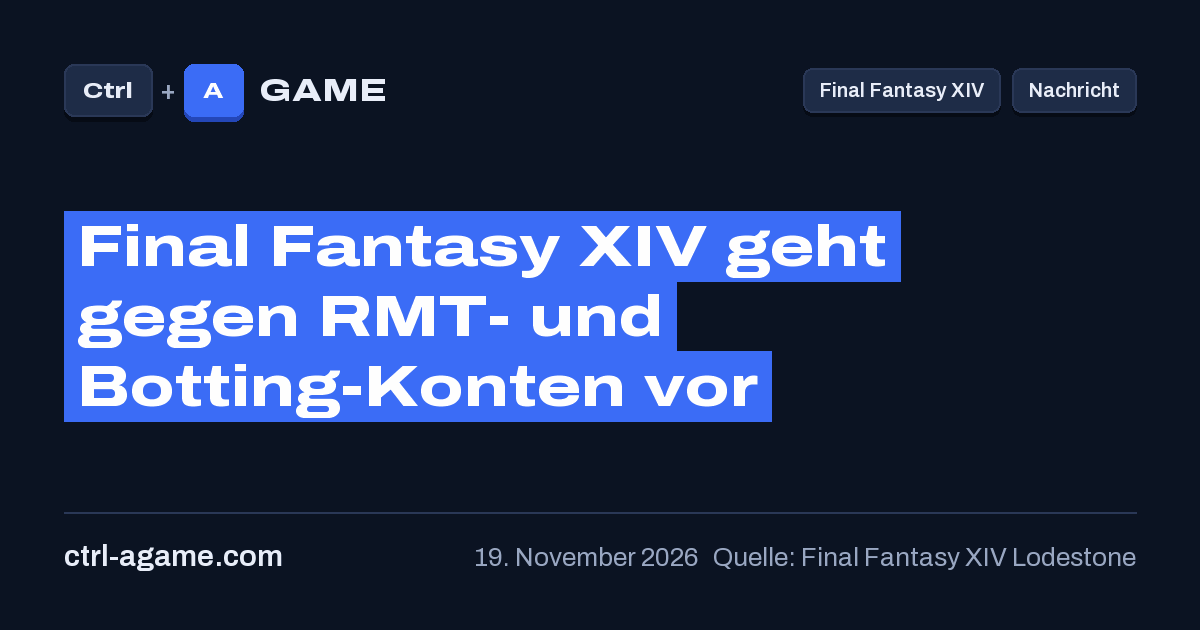 Ctrl + A GAME
Final Fantasy XIV Nachricht
Final Fantasy XIV geht
gegen RMT- und
Botting-Konten vor
ctrl-agame.com
19. November 2026 Quelle: Final Fantasy XIV Lodestone